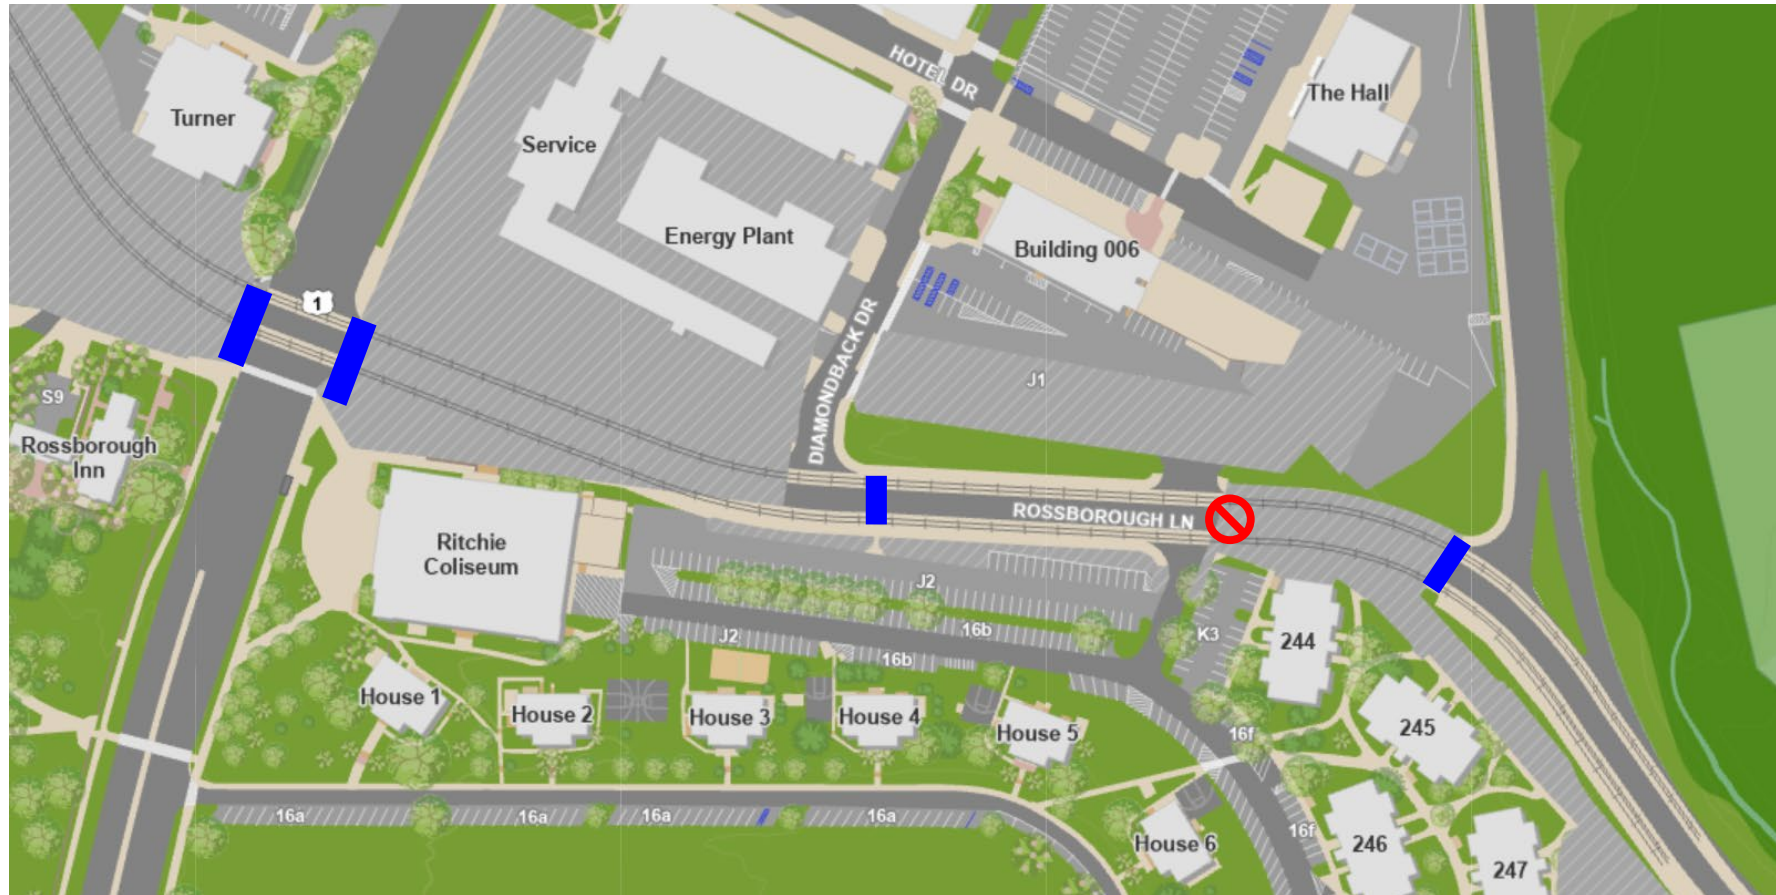 HOTEL DR
The Hall
Turner
Service
Energy Plant
Building 006
1
DIAMONDBACK DR
J1
S9
Rossborough
Inn
ROSSBOROUGH LN
Ritchie
Coliseum
J2
16b
J2
16b
K3
244
House 1
House 2
House 3
House 4
House 5
16f
245
16a
16a
16a
16a
16f
House 6
246
247